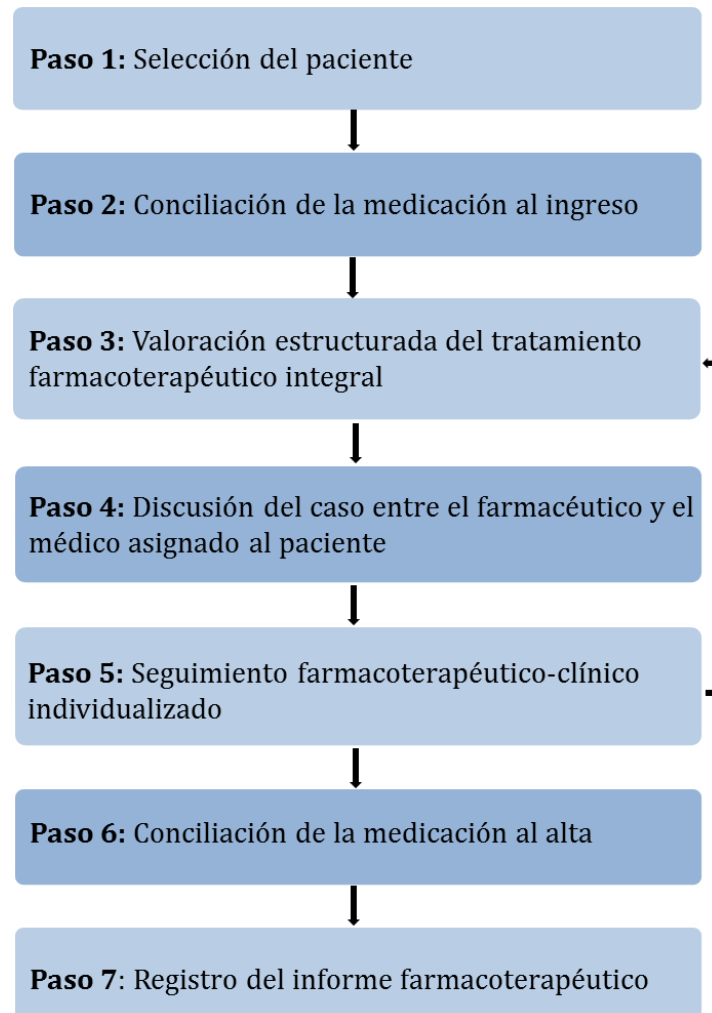 Paso 1: Selección del paciente
Paso 2: Conciliación de la medicación al ingreso
Paso 3: Valoración estructurada del tratamiento
farmacoterapéutico integral
Paso 4: Discusión del caso entre el farmacéutico y el
médico asignado al paciente
Paso 5: Seguimiento farmacoterapéutico-clínico
individualizado
Paso 6: Conciliación de la medicación al alta
Paso 7: Registro del informe farmacoterapéutico